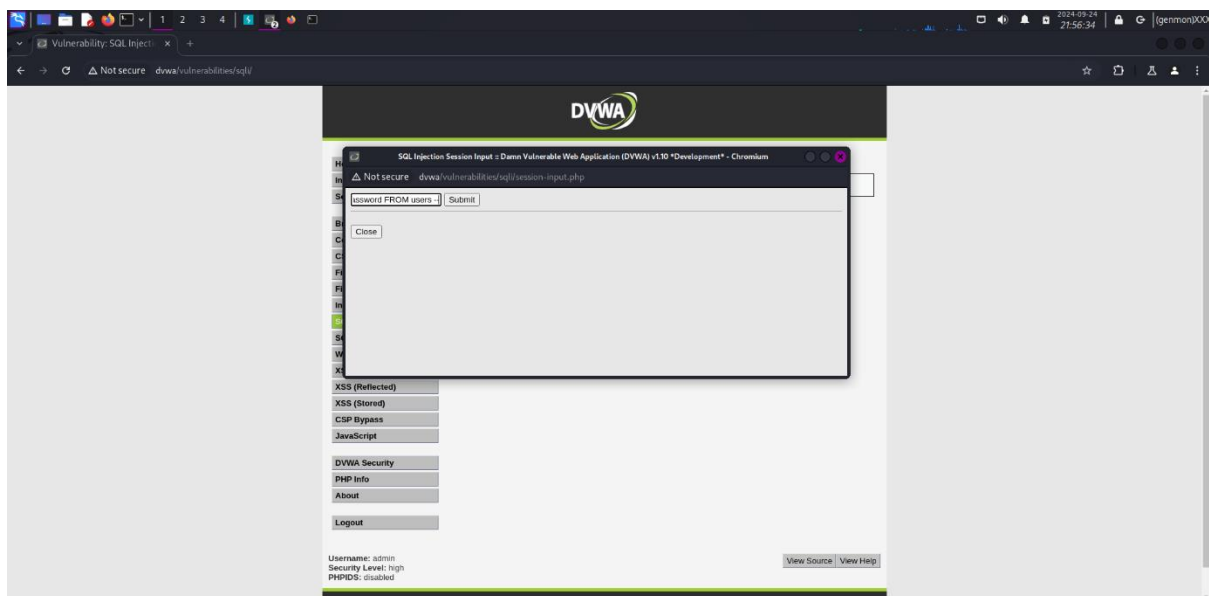 1 2 3 4
2024-09-24
21:56:34
(genmon)XXX
Vulnerability: SQL Injecti
Not secure dvwa/vulnerabilities/sqli/
DVWA
SQL Injection Session Input :: Damn Vulnerable Web Application (DVWA) v1.10 *Development* - Chromium
Not secure dvwa/vulnerabilities/sqli/session-input.php
assword FROM users -- Submit
Close
XSS (Reflected)
XSS (Stored)
CSP Bypass
JavaScript
DVWA Security
PHP Info
About
Logout
Username: admin
Security Level: high
PHPIDS: disabled
View Source View Help